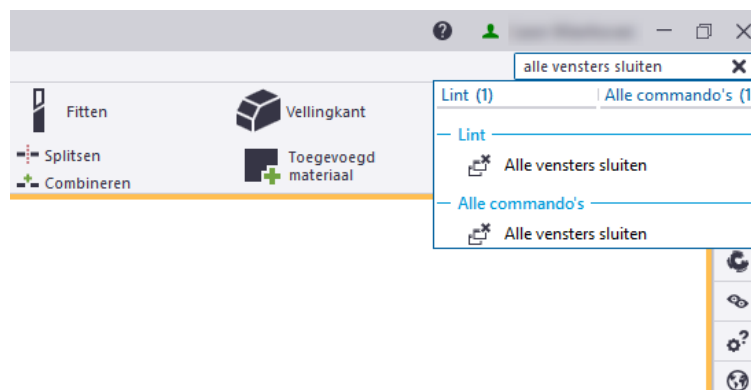 alle vensters sluiten
Fitten
Vellingkant
Splitsen
Toegevoegd
materiaal
Combineren
Lint (1)
Alle commando's (1
Lint
Alle vensters sluiten
Alle commando's
Alle vensters sluiten